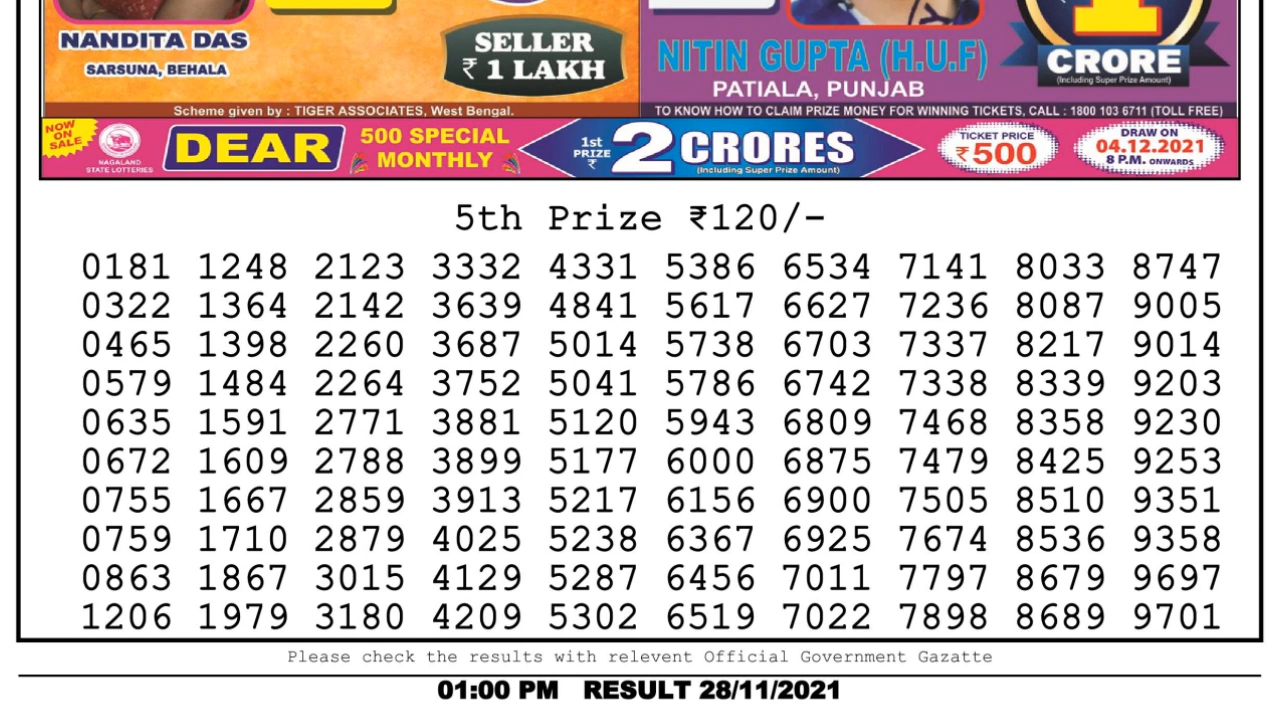 NANDITA DAS
SARSUNA, BEHALA
SELLER
₹ 1 LAKH
Scheme given by : TIGER ASSOCIATES, West Bengal.
NITIN GUPTA (H.U.F)
PATIALA, PUNJAB
1
CRORE
(Including Super Prize Amount)
TO KNOW HOW TO CLAIM PRIZE MONEY FOR WINNING TICKETS, CALL : 1800 103 6711 (TOLL FREE)
NOW ON SALE
NAGALAND
STATE LOTTERIES
DEAR
500 SPECIAL
MONTHLY
1st
PRIZE
₹
2 CRORES
(Including Super Prize Amount)
TICKET PRICE
₹500
DRAW ON
04.12.2021
8 P.M. ONWARDS
5th Prize ₹120/-
0181 1248 2123 3332 4331 5386 6534 7141 8033 8747
0322 1364 2142 3639 4841 5617 6627 7236 8087 9005
0465 1398 2260 3687 5014 5738 6703 7337 8217 9014
0579 1484 2264 3752 5041 5786 6742 7338 8339 9203
0635 1591 2771 3881 5120 5943 6809 7468 8358 9230
0672 1609 2788 3899 5177 6000 6875 7479 8425 9253
0755 1667 2859 3913 5217 6156 6900 7505 8510 9351
0759 1710 2879 4025 5238 6367 6925 7674 8536 9358
0863 1867 3015 4129 5287 6456 7011 7797 8679 9697
1206 1979 3180 4209 5302 6519 7022 7898 8689 9701
Please check the results with relevent Official Government Gazatte
01:00 PM RESULT 28/11/2021